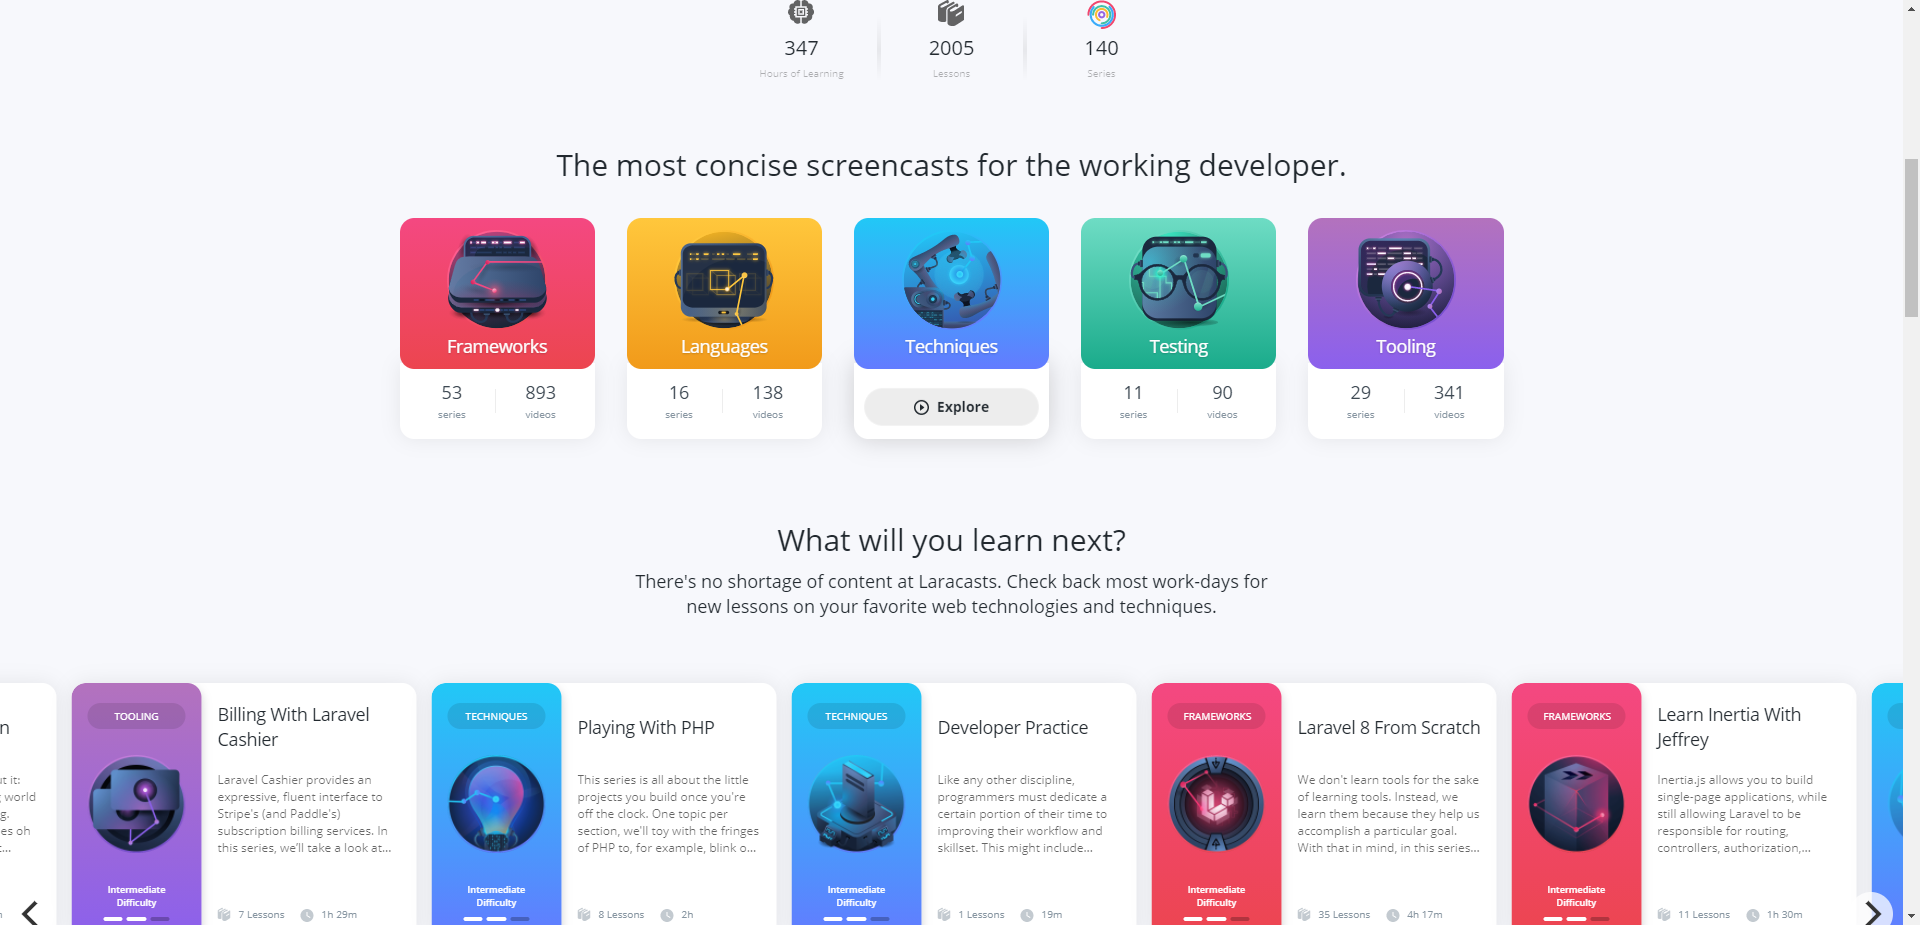 347
Hours of Learning
2005
Lessons
140
Series
The most concise screencasts for the working developer.
Frameworks
53
series
893
videos
Languages
16
series
138
videos
Techniques
Explore
Testing
11
series
90
videos
Tooling
29
series
341
videos
What will you learn next?
There's no shortage of content at Laracasts. Check back most work-days for
new lessons on your favorite web technologies and techniques.
n
t it:
world
g.
es oh
t...
TOOLING
Intermediate
Difficulty
Billing With Laravel
Cashier
Laravel Cashier provides an
expressive, fluent interface to
Stripe's (and Paddle's)
subscription billing services. In
this series, we’ll take a look at...
7 Lessons
1h 29m
TECHNIQUES
Intermediate
Difficulty
Playing With PHP
This series is all about the little
projects you build once you're
off the clock. One topic per
section, we'll toy with the fringes
of PHP to, for example, blink o...
8 Lessons
2h
TECHNIQUES
Intermediate
Difficulty
Developer Practice
Like any other discipline,
programmers must dedicate a
certain portion of their time to
improving their workflow and
skillset. This might include...
1 Lessons
19m
FRAMEWORKS
Intermediate
Difficulty
Laravel 8 From Scratch
We don't learn tools for the sake
of learning tools. Instead, we
learn them because they help us
accomplish a particular goal.
With that in mind, in this series...
35 Lessons
4h 17m
FRAMEWORKS
Intermediate
Difficulty
Learn Inertia With
Jeffrey
Inertia.js allows you to build
single-page applications, while
still allowing Laravel to be
responsible for routing,
controllers, authorization,...
11 Lessons
1h 30m